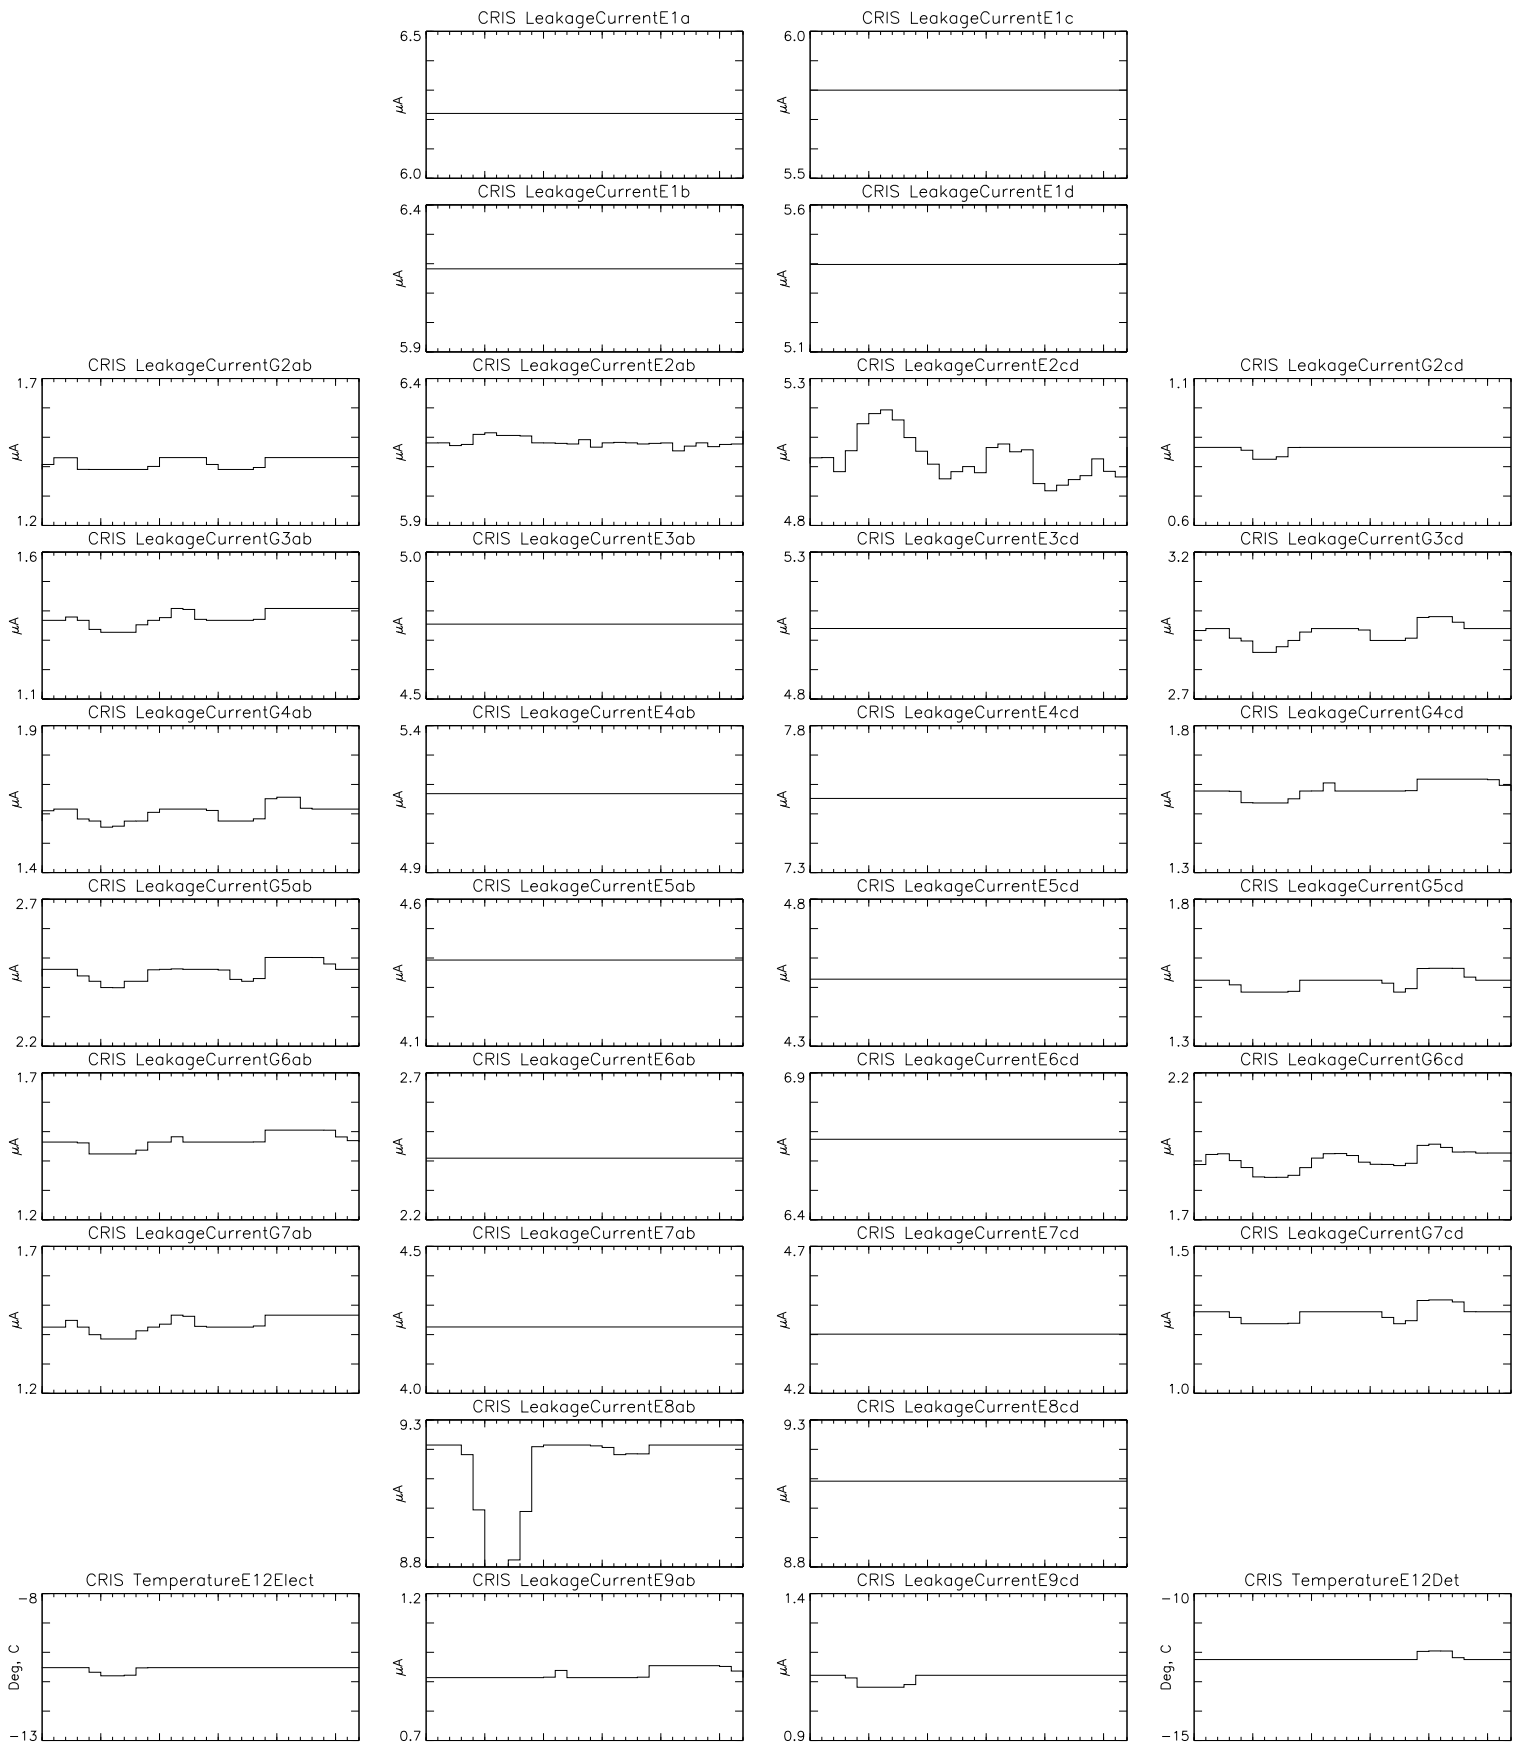 CRIS LeakageCurrentE1a
6.5
μA
6.0
CRIS LeakageCurrentE1c
6.0
μA
5.5
CRIS LeakageCurrentE1b
6.4
μA
5.9
CRIS LeakageCurrentE1d
5.6
μA
5.1
CRIS LeakageCurrentG2ab
1.7
μA
1.2
CRIS LeakageCurrentE2ab
6.4
μA
5.9
CRIS LeakageCurrentE2cd
5.3
μA
4.8
CRIS LeakageCurrentG2cd
1.1
μA
0.6
CRIS LeakageCurrentG3ab
1.6
μA
1.1
CRIS LeakageCurrentE3ab
5.0
μA
4.5
CRIS LeakageCurrentE3cd
5.3
μA
4.8
CRIS LeakageCurrentG3cd
3.2
μA
2.7
CRIS LeakageCurrentG4ab
1.9
μA
1.4
CRIS LeakageCurrentE4ab
5.4
μA
4.9
CRIS LeakageCurrentE4cd
7.8
μA
7.3
CRIS LeakageCurrentG4cd
1.8
μA
1.3
CRIS LeakageCurrentG5ab
2.7
μA
2.2
CRIS LeakageCurrentE5ab
4.6
μA
4.1
CRIS LeakageCurrentE5cd
4.8
μA
4.3
CRIS LeakageCurrentG5cd
1.8
μA
1.3
CRIS LeakageCurrentG6ab
1.7
μA
1.2
CRIS LeakageCurrentE6ab
2.7
μA
2.2
CRIS LeakageCurrentE6cd
6.9
μA
6.4
CRIS LeakageCurrentG6cd
2.2
μA
1.7
CRIS LeakageCurrentG7ab
1.7
μA
1.2
CRIS LeakageCurrentE7ab
4.5
μA
4.0
CRIS LeakageCurrentE7cd
4.7
μA
4.2
CRIS LeakageCurrentG7cd
1.5
μA
1.0
CRIS LeakageCurrentE8ab
9.3
μA
8.8
CRIS LeakageCurrentE8cd
9.3
μA
8.8
CRIS TemperatureE12Elect
-8
Deg, C
-13
CRIS LeakageCurrentE9ab
1.2
μA
0.7
CRIS LeakageCurrentE9cd
1.4
μA
0.9
CRIS TemperatureE12Det
-10
Deg, C
-15